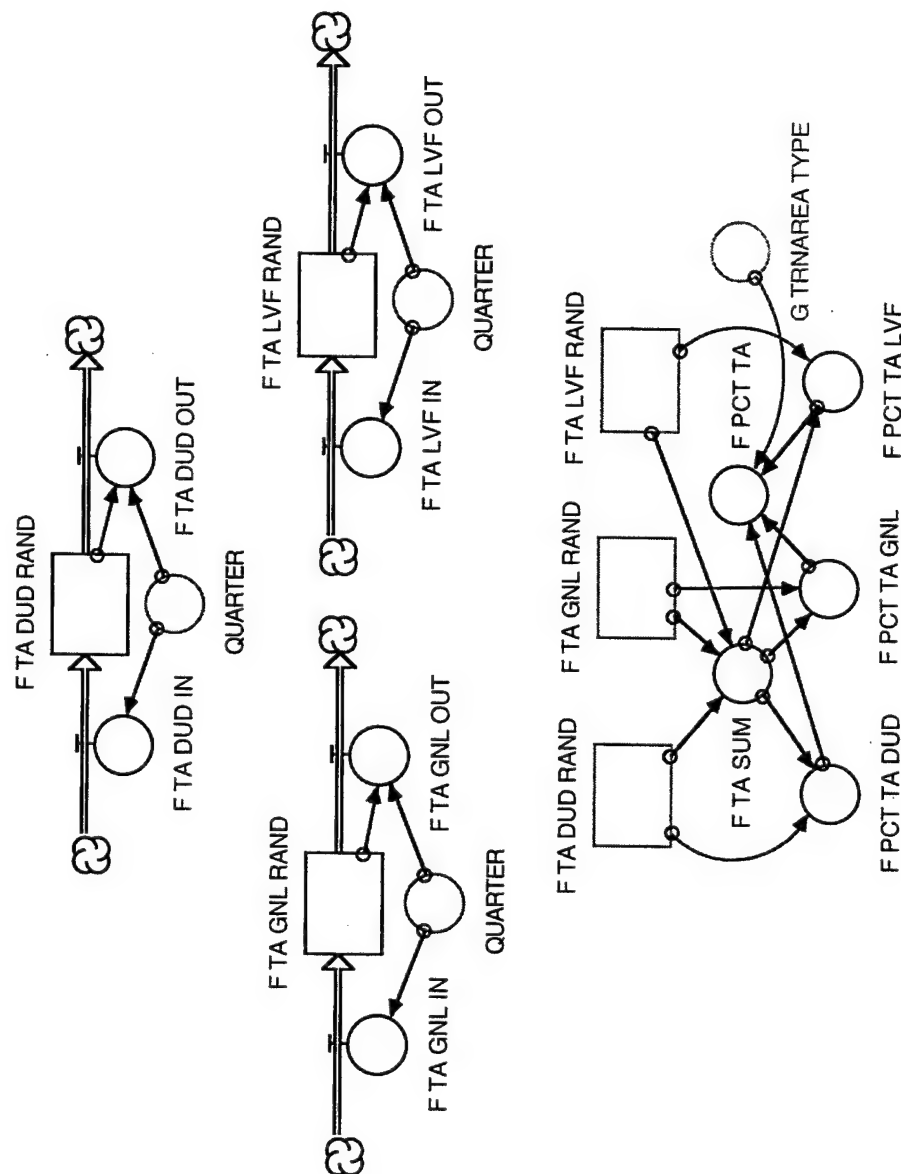 F TA DUD RAND
F TA DUD IN
F TA DUD OUT
QUARTER
F TA GNL RAND
F TA GNL IN
F TA GNL OUT
QUARTER
F TA LVF RAND
F TA LVF IN
F TA LVF OUT
QUARTER
F TA DUD RAND
F TA GNL RAND
F TA LVF RAND
F TA SUM
F PCT TA
G TRNAREA TYPE
F PCT TA DUD
F PCT TA GNL
F PCT TA LVF